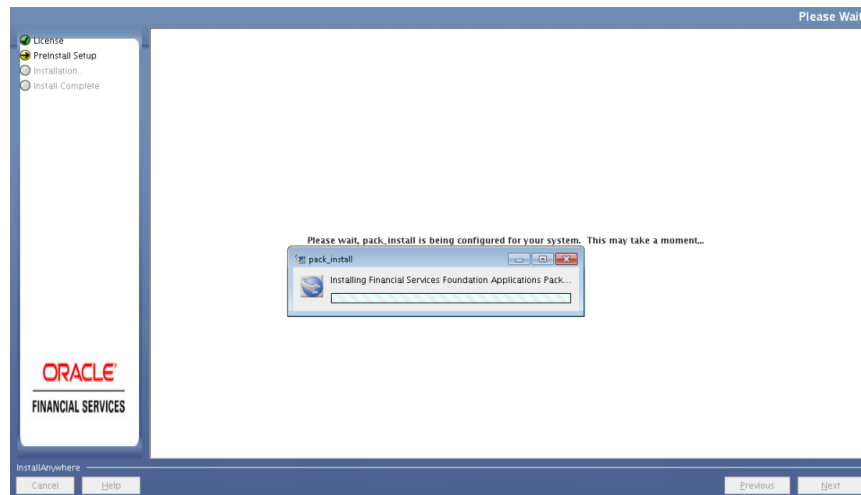 Please Wait
License
PreInstall Setup
Installation..
Install Complete
Please wait, pack_install is being configured for your system. This may take a moment...
pack_install
Installing Financial Services Foundation Applications Pack...
ORACLE
FINANCIAL SERVICES
InstallAnywhere
Cancel Help Previous Next